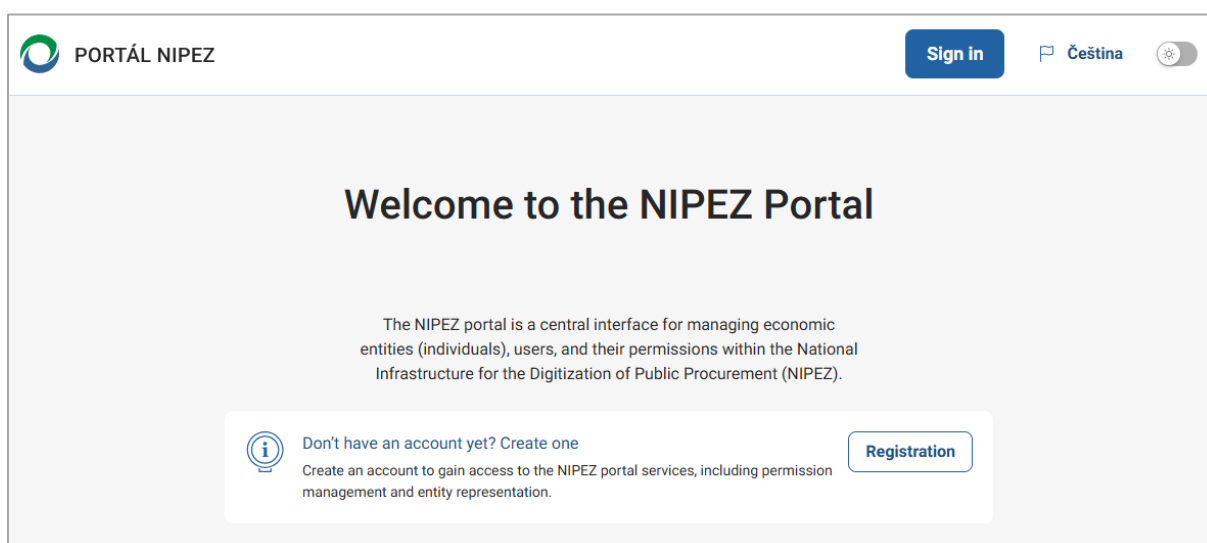 PORTÁL NIPEZ
Sign in
Čeština
Welcome to the NIPEZ Portal
The NIPEZ portal is a central interface for managing economic
entities (individuals), users, and their permissions within the National
Infrastructure for the Digitization of Public Procurement (NIPEZ).
Don't have an account yet? Create one
Create an account to gain access to the NIPEZ portal services, including permission
management and entity representation.
Registration